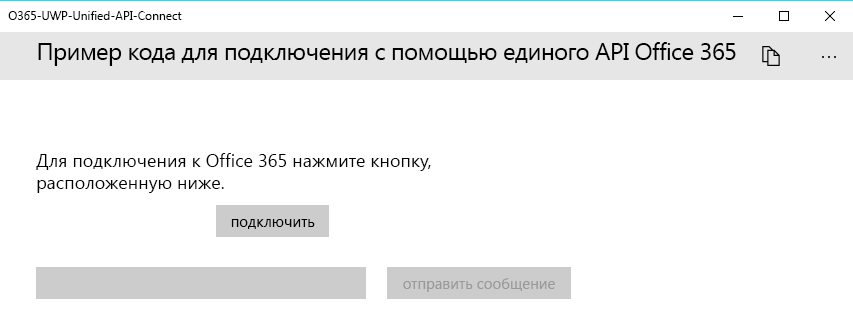 O365-UWP-Unified-API-Connect
Пример кода для подключения с помощью единого API Office 365
...
Для подключения к Office 365 нажмите кнопку,
расположенную ниже.
подключить
отправить сообщение